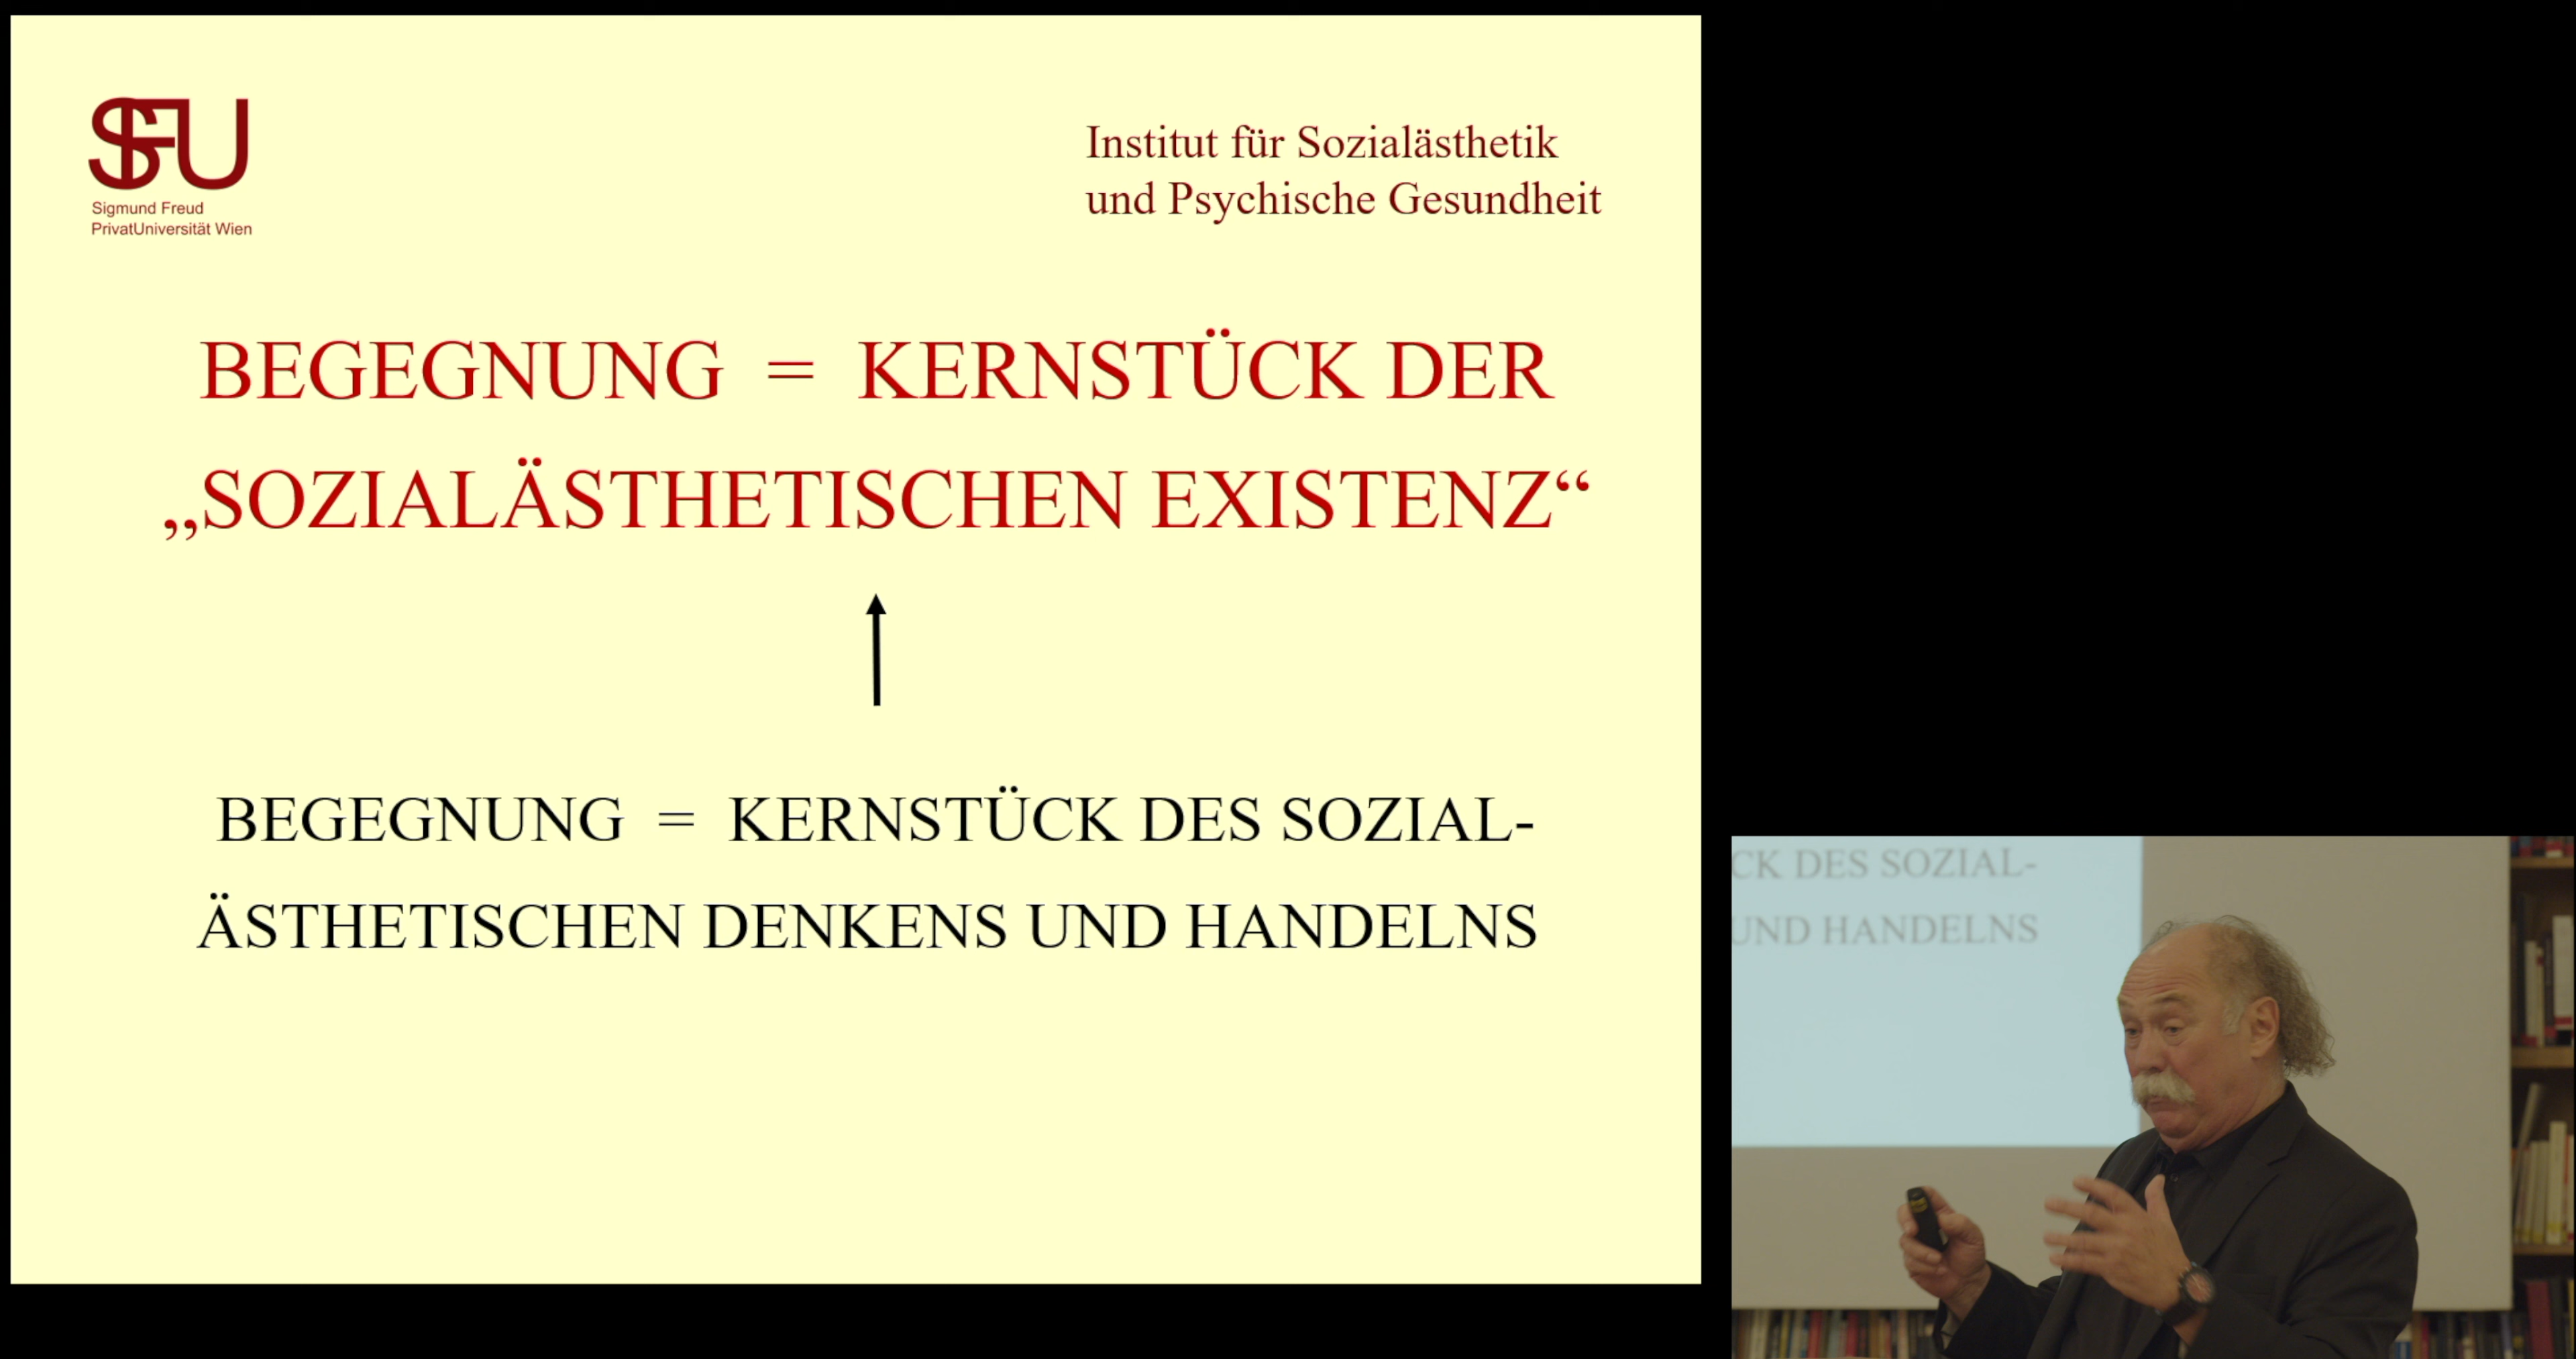 SFU
Sigmund Freud
PrivatUniversität Wien
Institut für Sozialästhetik
und Psychische Gesundheit
BEGEGNUNG = KERNSTÜCK DER
„SOZIALÄSTHETISCHEN EXISTENZ“
BEGEGNUNG = KERNSTÜCK DES SOZIAL-
ÄSTHETISCHEN DENKENS UND HANDELNS
CK DES SOZIAL-
UND HANDELNS